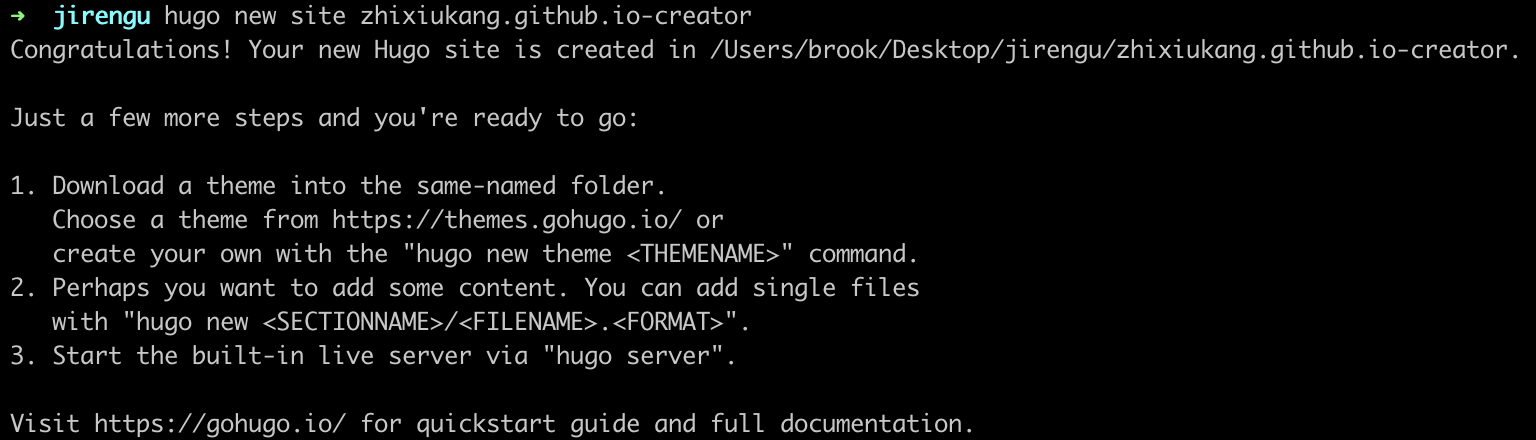 ➜  jirengu hugo new site zhixiukang.github.io-creator
Congratulations! Your new Hugo site is created in /Users/brook/Desktop/jirengu/zhixiukang.github.io-creator.

Just a few more steps and you're ready to go:

1. Download a theme into the same-named folder.
   Choose a theme from https://themes.gohugo.io/ or
   create your own with the "hugo new theme <THEMENAME>" command.
2. Perhaps you want to add some content. You can add single files
   with "hugo new <SECTIONNAME>/<FILENAME>.<FORMAT>".
3. Start the built-in live server via "hugo server".

Visit https://gohugo.io/ for quickstart guide and full documentation.